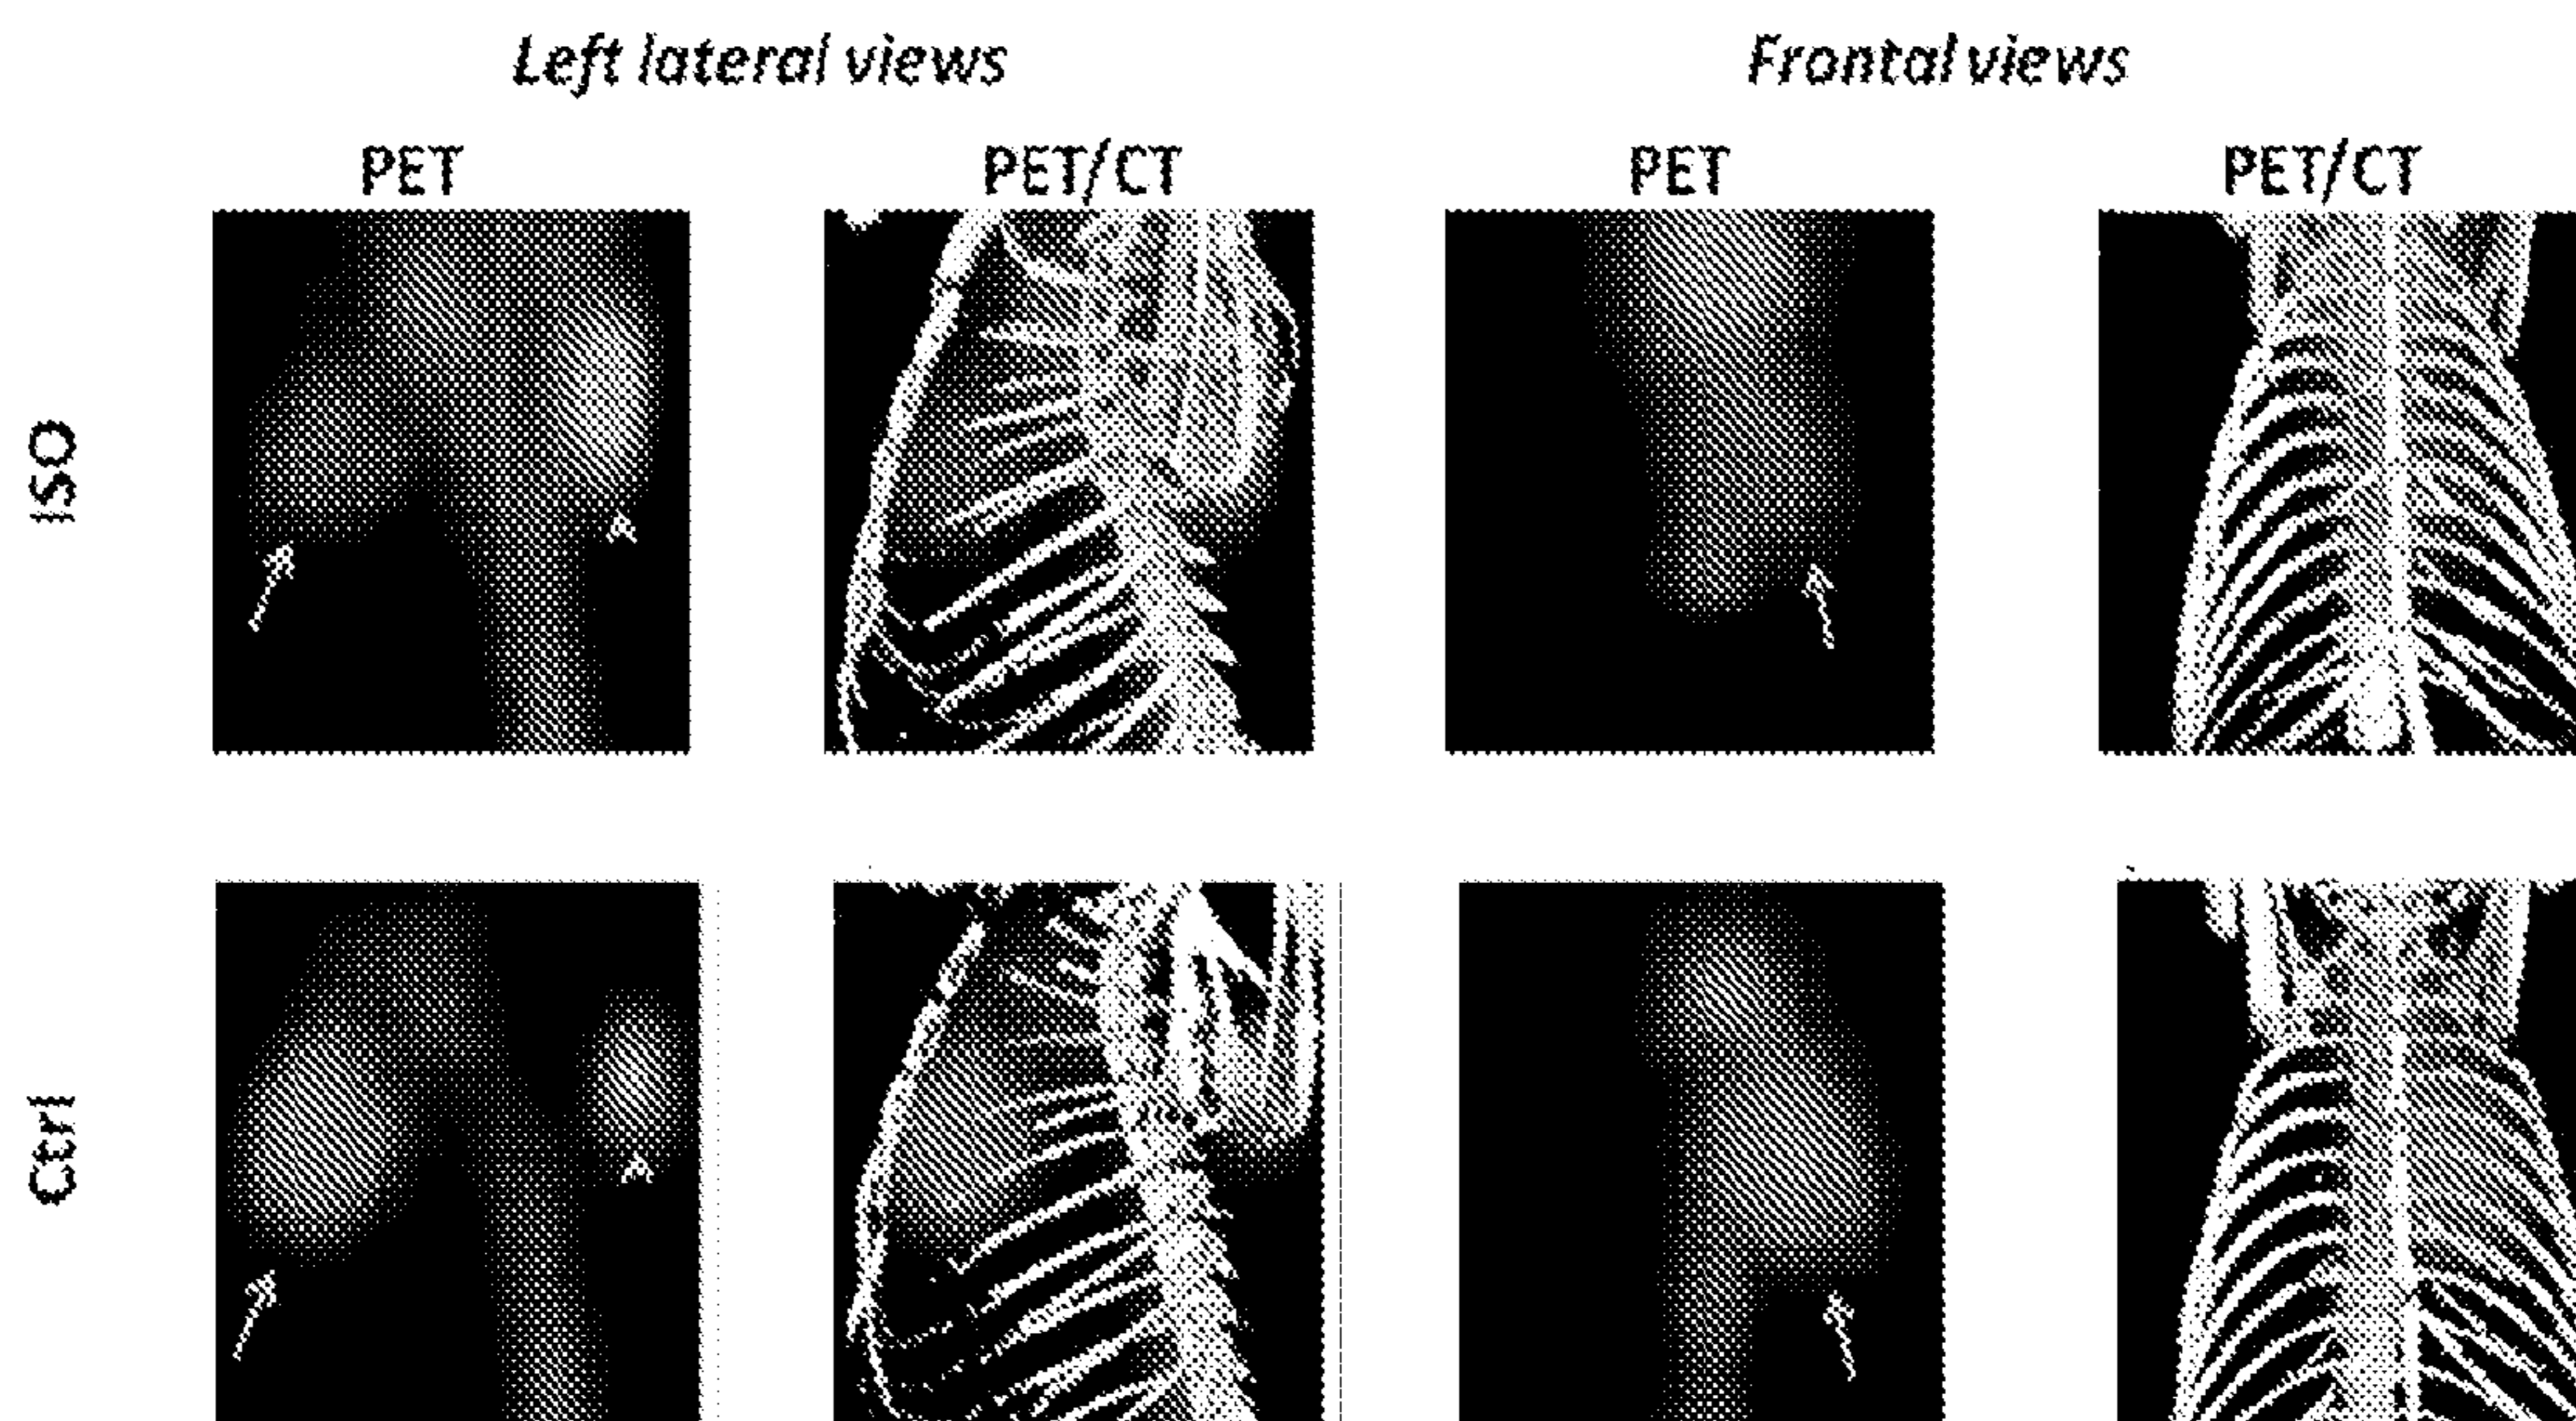 Left lateral views Frontal views
PET PET/CT PET PET/CT
ISO
Ctrl